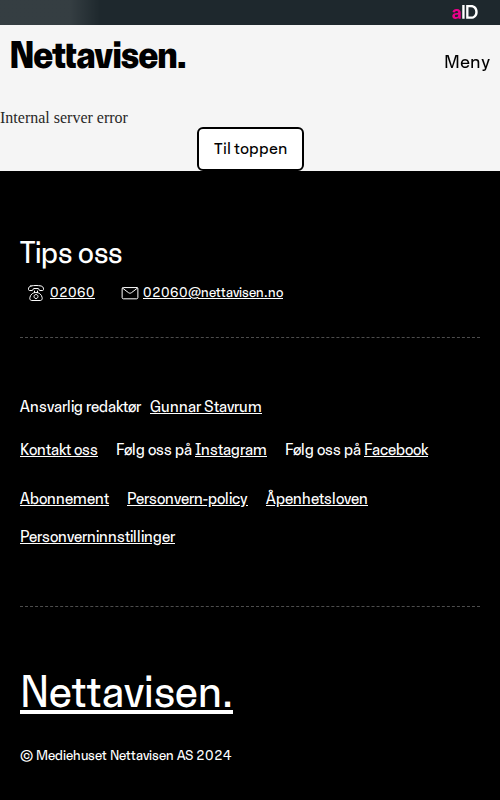 aID
Nettavisen.
Meny
Internal server error
Til toppen
Tips oss
02060 02060@nettavisen.no
Ansvarlig redaktør Gunnar Stavrum
Kontakt oss Følg oss på Instagram Følg oss på Facebook
Abonnement Personvern-policy Åpenhetsloven
Personverninnstillinger
Nettavisen.
© Mediehuset Nettavisen AS 2024